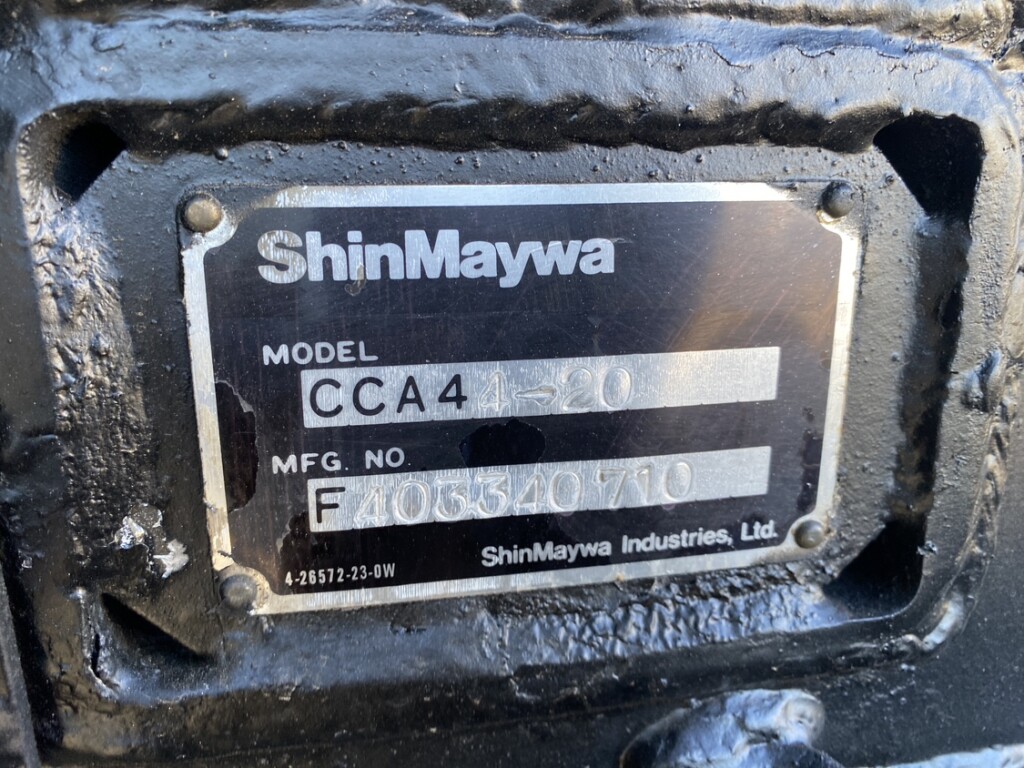 ShinMaywa
MODEL
CCA44-20
MFG. NO.
F403340710
ShinMaywa Industries, Ltd.
4-26572-23-0W